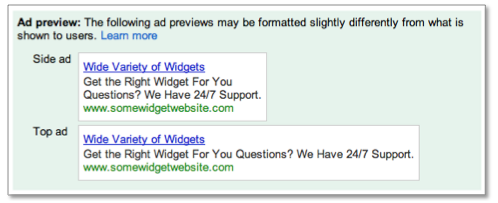 Ad preview: The following ad previews may be formatted slightly differently from what is
shown to users. Learn more
Side ad
Wide Variety of Widgets
Get the Right Widget For You
Questions? We Have 24/7 Support.
www.somewidgetwebsite.com
Top ad
Wide Variety of Widgets
Get the Right Widget For You Questions? We Have 24/7 Support.
www.somewidgetwebsite.com